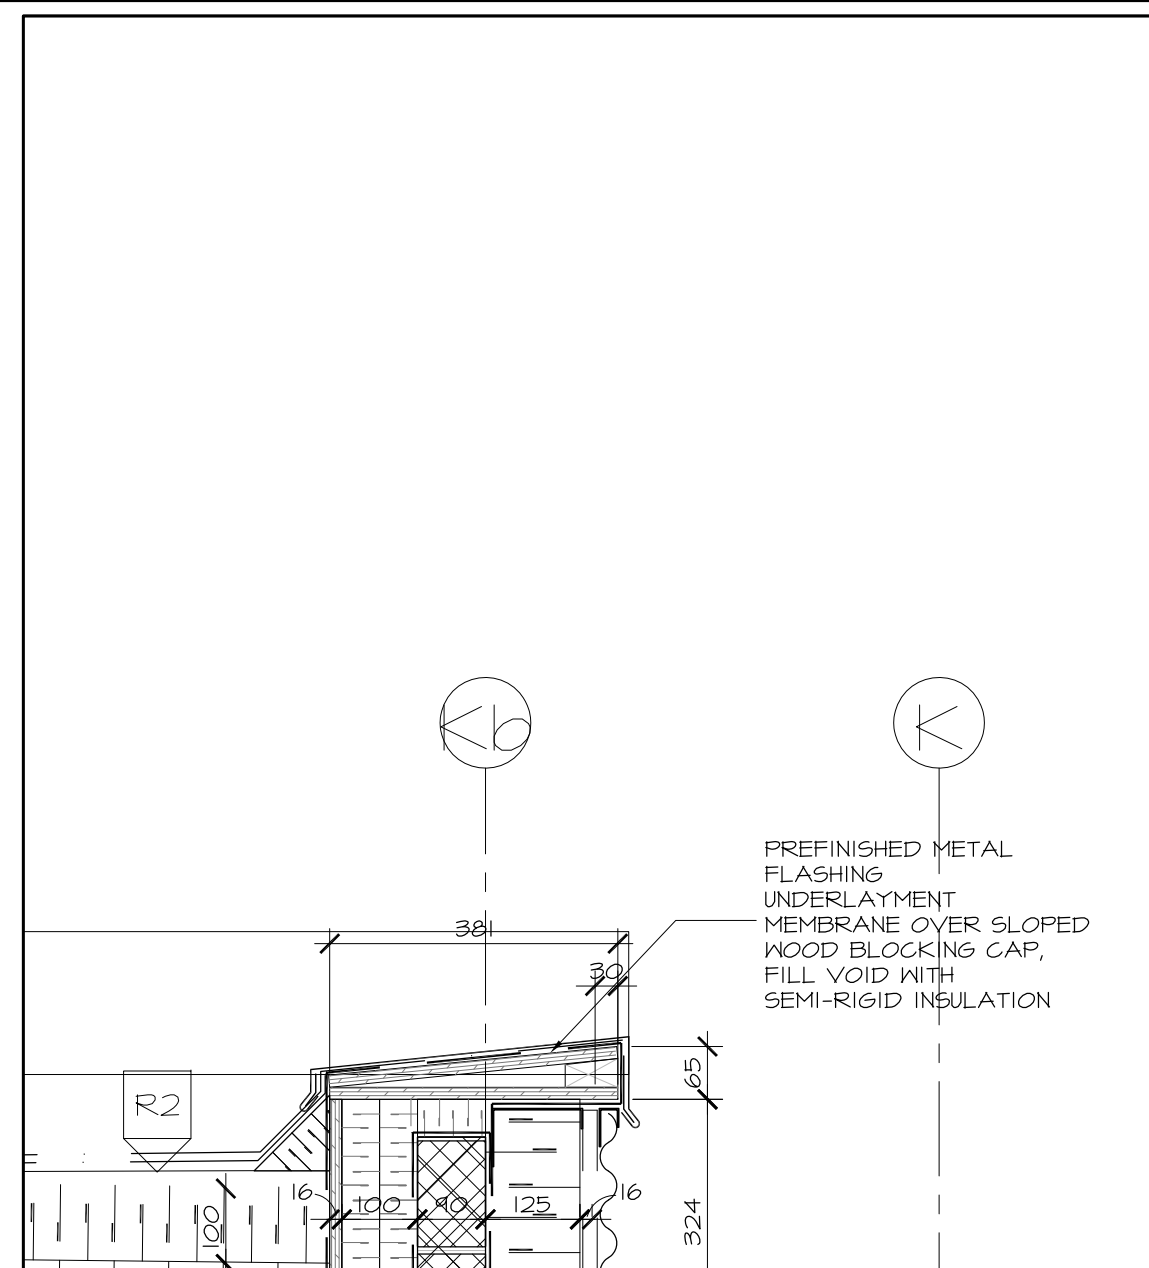 Kb
K
PREFINISHED METAL
FLASHING
UNDERLAYMENT
MEMBRANE OVER SLOPED
WOOD BLOCKING CAP,
FILL VOID WITH
SEMI-RIGID INSULATION
381
30
65
R2
16
100
90
125
16
100
324